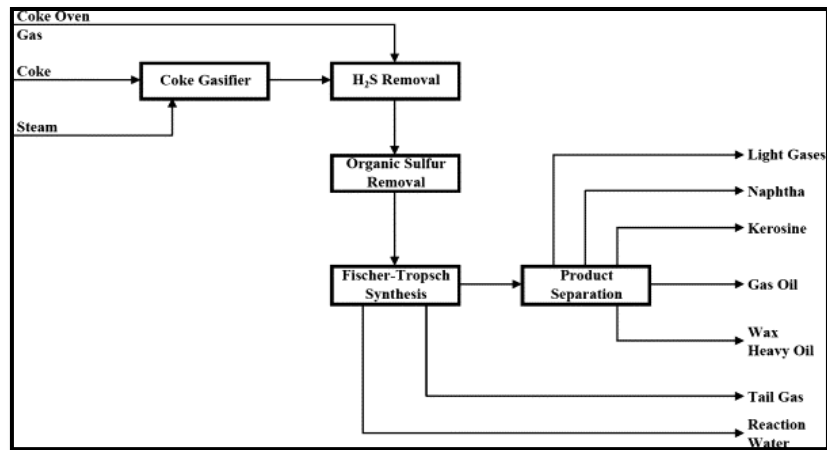 Coke Oven
Gas
Coke
Coke Gasifier
H₂S Removal
Steam
Organic Sulfur
Removal
Light Gases
Naphtha
Kerosine
Fischer-Tropsch
Synthesis
Product
Separation
Gas Oil
Wax
Heavy Oil
Tail Gas
Reaction
Water